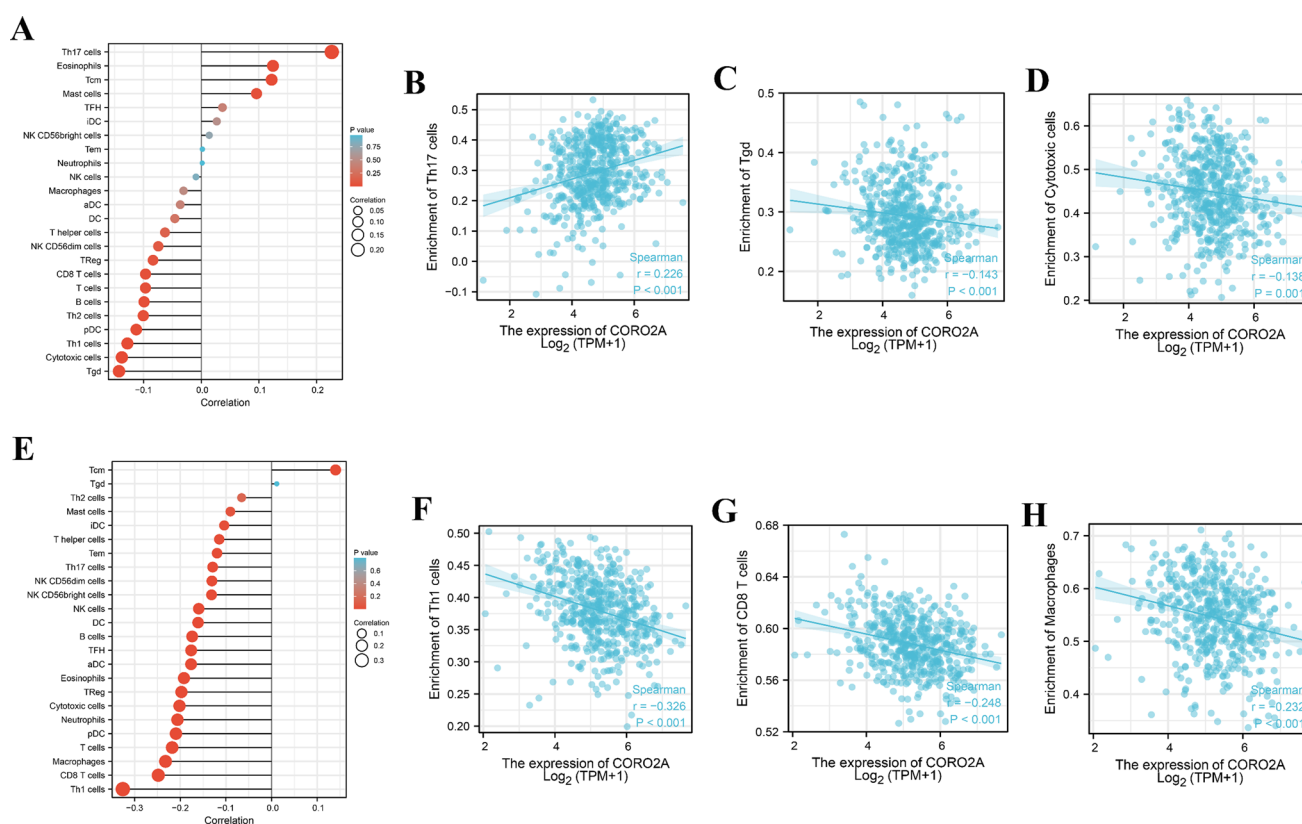 A
Th17 cells
Eosinophils
Tcm
Mast cells
TFH
iDC
NK CD56bright cells
Tem
Neutrophils
NK cells
Macrophages
aDC
DC
T helper cells
NK CD56dim cells
TReg
CD8 T cells
T cells
B cells
Th2 cells
pDC
Th1 cells
Cytotoxic cells
Tgd
−0.1 0.0 0.1 0.2
Correlation
P value
0.75
0.50
0.25
Correlation
0.05
0.10
0.15
0.20
B
Enrichment of Th17 cells
0.5
0.4
0.3
0.2
0.1
0.0
−0.1
Spearman
r = 0.226
P < 0.001
2 4 6
The expression of CORO2A
Log2 (TPM+1)
C
Enrichment of Tgd
0.5
0.4
0.3
0.2
Spearman
r = −0.143
P < 0.001
2 4 6
The expression of CORO2A
Log2 (TPM+1)
D
Enrichment of Cytotoxic cells
0.6
0.5
0.4
0.3
0.2
Spearman
r = −0.138
P = 0.001
2 4 6
The expression of CORO2A
Log2 (TPM+1)
E
Tcm
Tgd
Th2 cells
Mast cells
iDC
T helper cells
Tem
Th17 cells
NK CD56dim cells
NK CD56bright cells
NK cells
DC
B cells
TFH
aDC
Eosinophils
TReg
Cytotoxic cells
Neutrophils
pDC
T cells
Macrophages
CD8 T cells
Th1 cells
−0.3 −0.2 −0.1 0.0 0.1
Correlation
P value
0.6
0.4
0.2
Correlation
0.1
0.2
0.3
F
Enrichment of Th1 cells
0.50
0.45
0.40
0.35
0.30
0.25
0.20
Spearman
r = −0.326
P < 0.001
2 4 6
The expression of CORO2A
Log2 (TPM+1)
G
Enrichment of CD8 T cells
0.68
0.64
0.60
0.56
0.52
Spearman
r = −0.248
P < 0.001
2 4 6
The expression of CORO2A
Log2 (TPM+1)
H
Enrichment of Macrophages
0.7
0.6
0.5
0.4
Spearman
r = −0.232
P < 0.001
2 4 6
The expression of CORO2A
Log2 (TPM+1)